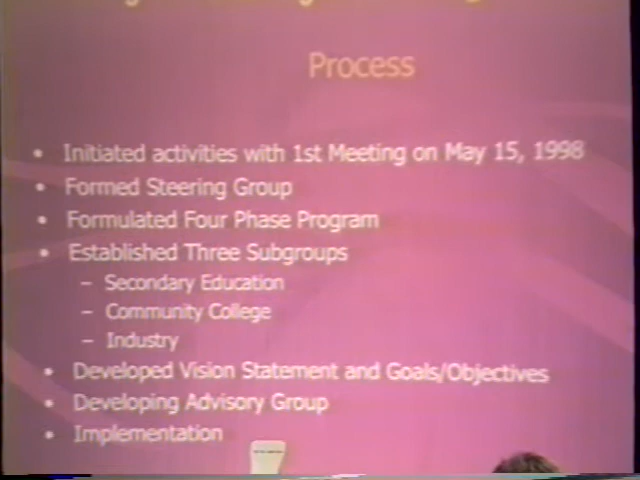 Process
• Initiated activities with 1st Meeting on May 15, 1998
• Formed Steering Group
• Formulated Four Phase Program
• Established Three Subgroups
– Secondary Education
– Community College
– Industry
• Developed Vision Statement and Goals/Objectives
• Developing Advisory Group
• Implementation